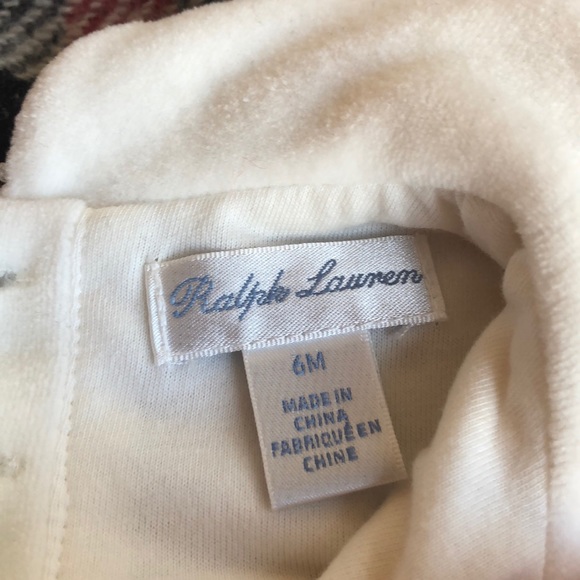 Ralph Lauren
6M
MADE IN
CHINA
FABRIQUÉ EN
CHINE